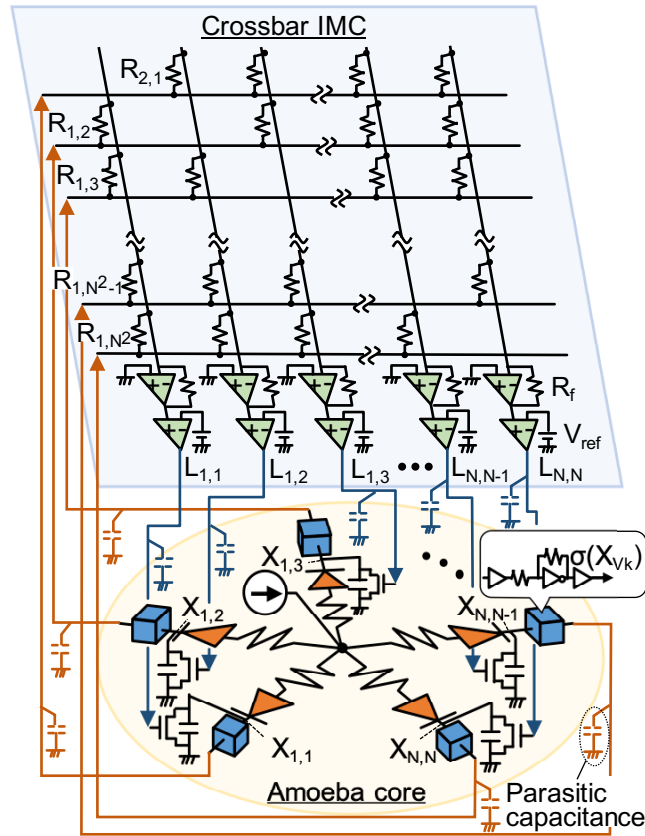 Crossbar IMC
R2,1
R1,2
R1,3
R1,N²-1
R1,N²
Rf
Vref
L1,1
L1,2
L1,3
LN,N-1
LN,N
σ(XVk)
X1,3
X1,2
XN,N-1
X1,1
XN,N
Amoeba core
Parasitic
capacitance